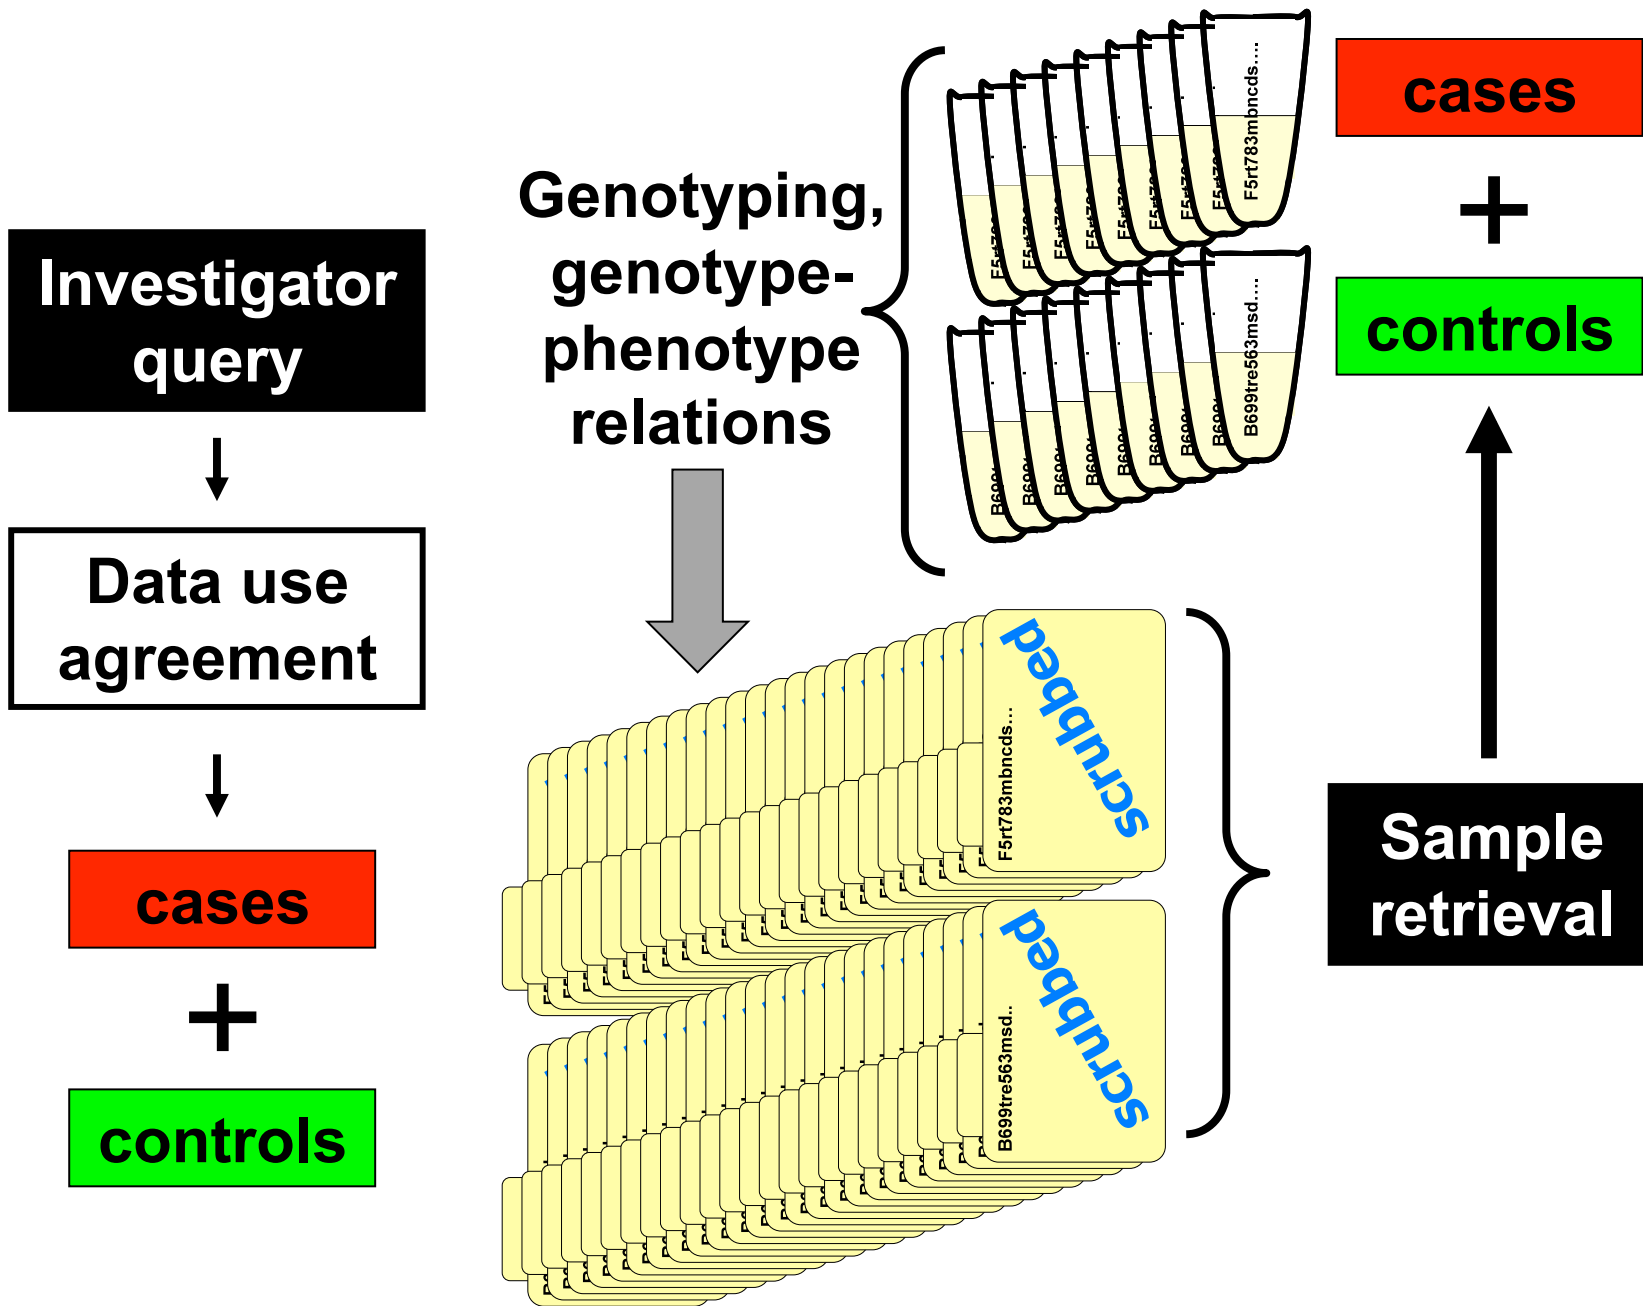 Investigator
query
Data use
agreement
cases
+
controls
Genotyping,
genotype-
phenotype
relations
F5rt783mbncds....
B699tre563msd....
cases
+
controls
Sample
retrieval
scrubbed
F5rt783mbncds...
scrubbed
B699tre563msd..